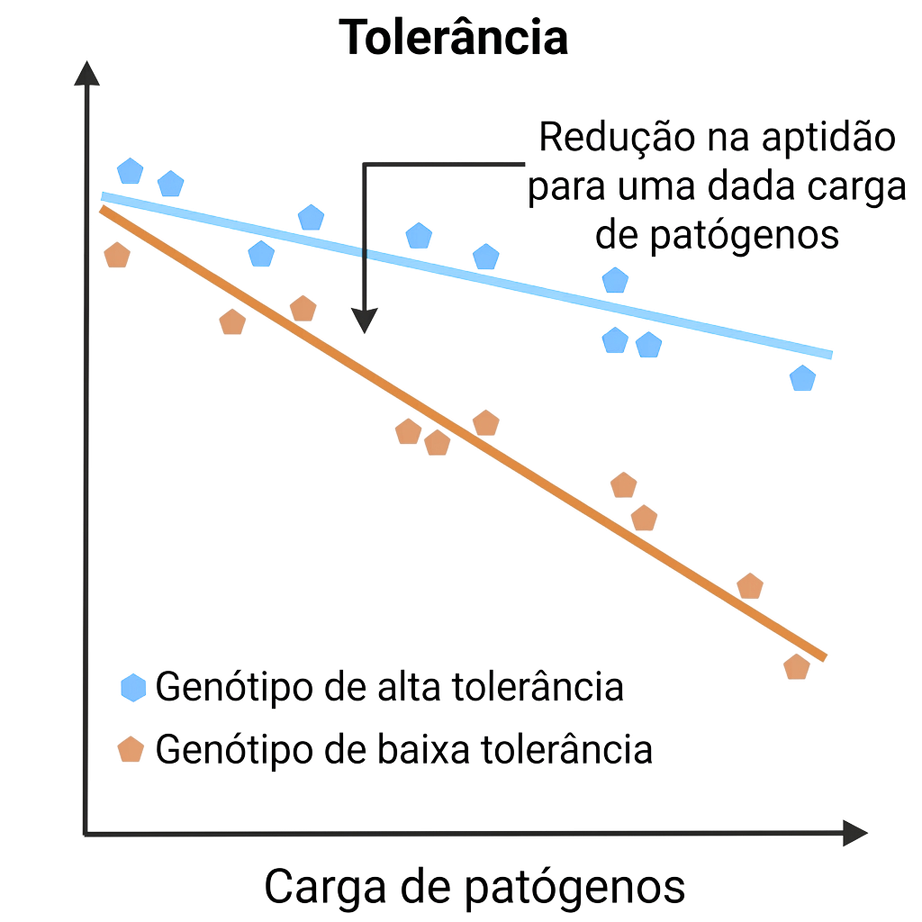 Tolerância
Redução na aptidão
para uma dada carga
de patógenos
Genótipo de alta tolerância
Genótipo de baixa tolerância
Carga de patógenos